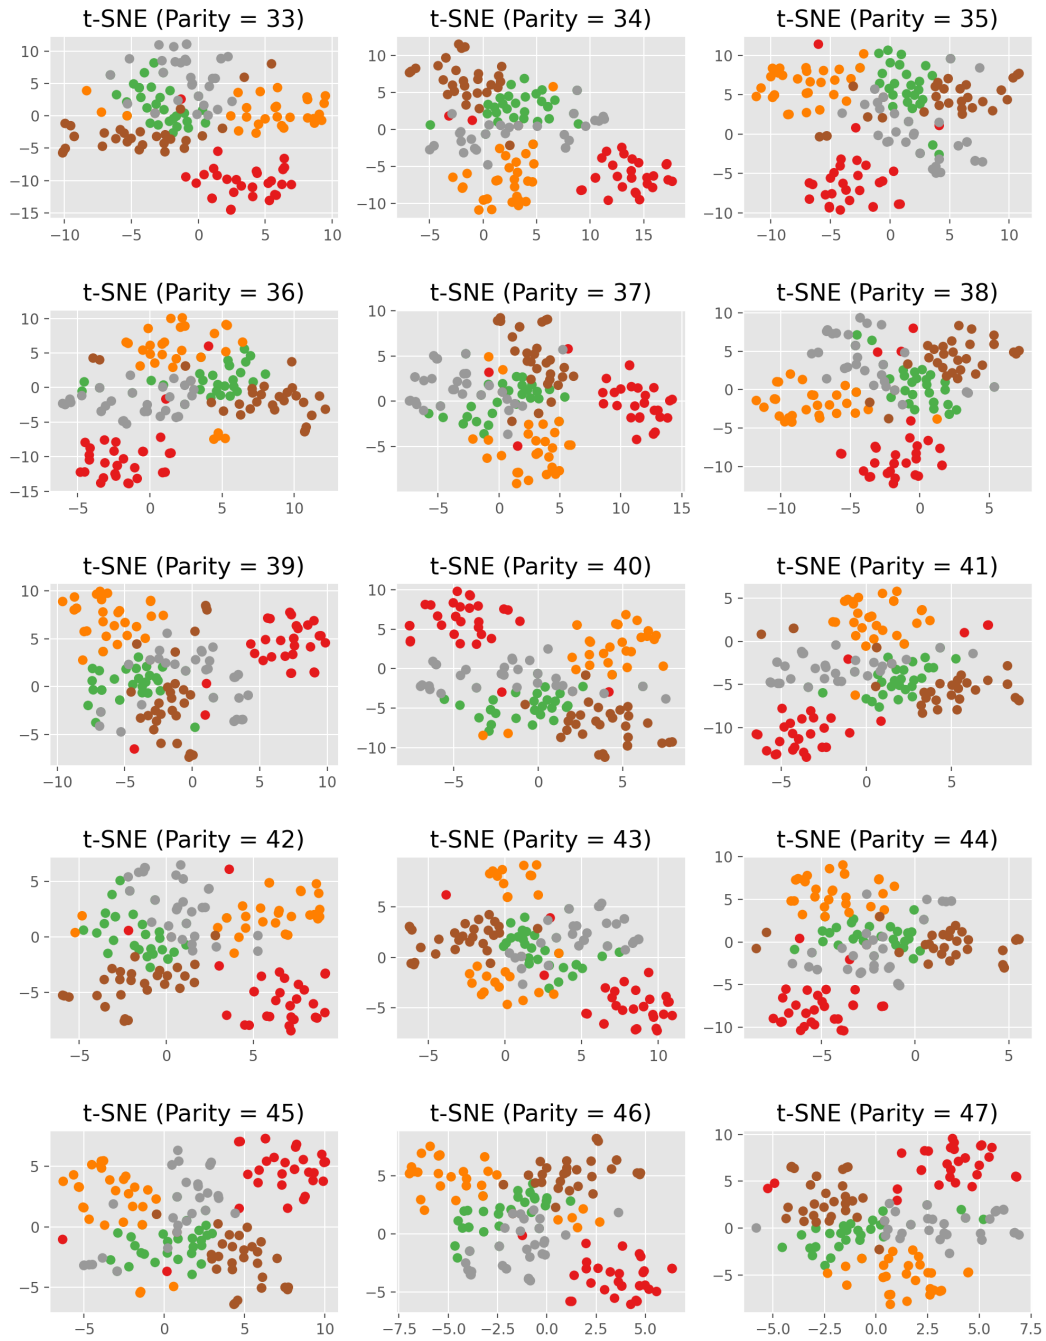 t-SNE (Parity = 33) t-SNE (Parity = 34) t-SNE (Parity = 35)
10 5 0 −5 −10 −15
10 5 0 −5 −10
10 5 0 −5 −10
−10 −5 0 5 10
−5 0 5 10 15
−10 −5 0 5 10
t-SNE (Parity = 36) t-SNE (Parity = 37) t-SNE (Parity = 38)
10 5 0 −5 −10 −15
10 5 0 −5
10 5 0 −5 −10
−5 0 5 10
−5 0 5 10 15
−10 −5 0 5
t-SNE (Parity = 39) t-SNE (Parity = 40) t-SNE (Parity = 41)
10 5 0 −5
10 5 0 −5 −10
5 0 −5 −10
−10 −5 0 5 10
−5 0 5
−5 0 5
t-SNE (Parity = 42) t-SNE (Parity = 43) t-SNE (Parity = 44)
5 0 −5
5 0 −5
10 5 0 −5 −10
−5 0 5
−5 0 5 10
−5 0 5
t-SNE (Parity = 45) t-SNE (Parity = 46) t-SNE (Parity = 47)
5 0 −5
5 0 −5
10 5 0 −5
−5 0 5 10
−7.5 −5.0 −2.5 0.0 2.5 5.0
−5.0 −2.5 0.0 2.5 5.0 7.5